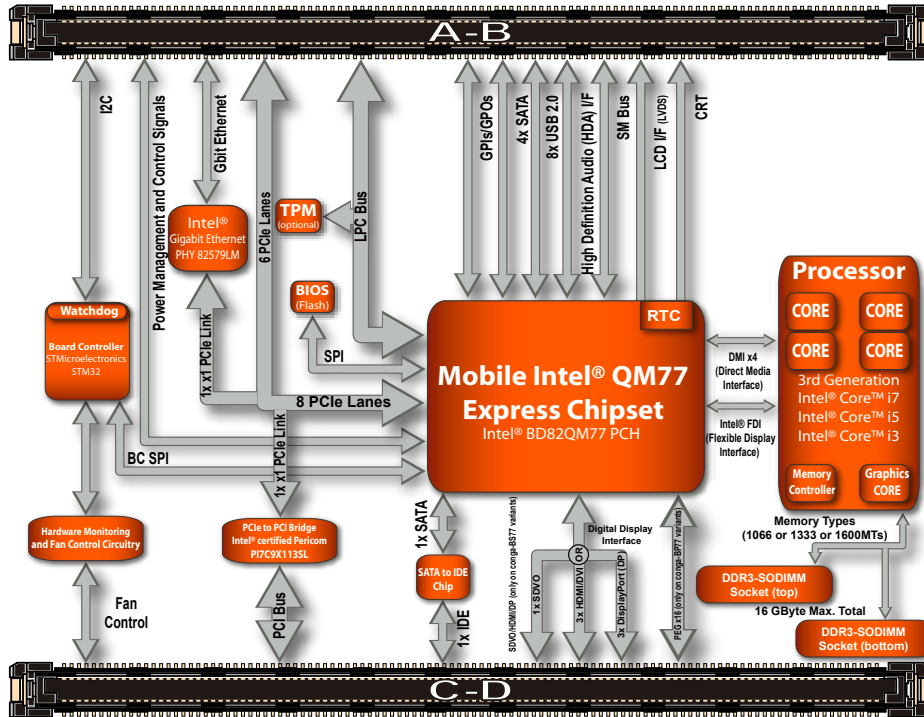 A-B
I2C
Power Management and Control Signals
Gbit Ethernet
6 PCIe Lanes
LPC Bus
GPIs/GPOs
4x SATA
8x USB 2.0
High Definition Audio (HDA) I/F
SM Bus
LCD I/F (LVDS)
CRT
Intel®
Gigabit Ethernet
PHY 82579LM
TPM
(optional)
BIOS
(Flash)
SPI
Watchdog
Board Controller
STMicroelectronics
STM32
1x x1 PCIe Link
8 PCIe Lanes
1x x1 PCIe Link
BC SPI
RTC
Mobile Intel® QM77
Express Chipset
Intel® BD82QM77 PCH
DMI x4
(Direct Media
Interface)
Intel® FDI
(Flexible Display
Interface)
Processor
CORE
CORE
CORE
CORE
3rd Generation
Intel® Core™ i7
Intel® Core™ i5
Intel® Core™ i3
Memory
Controller
Graphics
CORE
Memory Types
(1066 or 1333 or 1600MTs)
DDR3-SODIMM
Socket (top)
16 GByte Max. Total
DDR3-SODIMM
Socket (bottom)
Hardware Monitoring
and Fan Control Circuitry
Fan
Control
PCIe to PCI Bridge
Intel® certified Pericom
PI7C9X113SL
PCI Bus
1x SATA
SATA to IDE
Chip
1x IDE
SDVO/HDMI/DP (only on conga-BS77 variants)
Digital Display
Interface
OR
1x SDVO
3x HDMI/DVI
3x DisplayPort (DP)
PEG x16 (only on conga-BP77 variants)
C-D